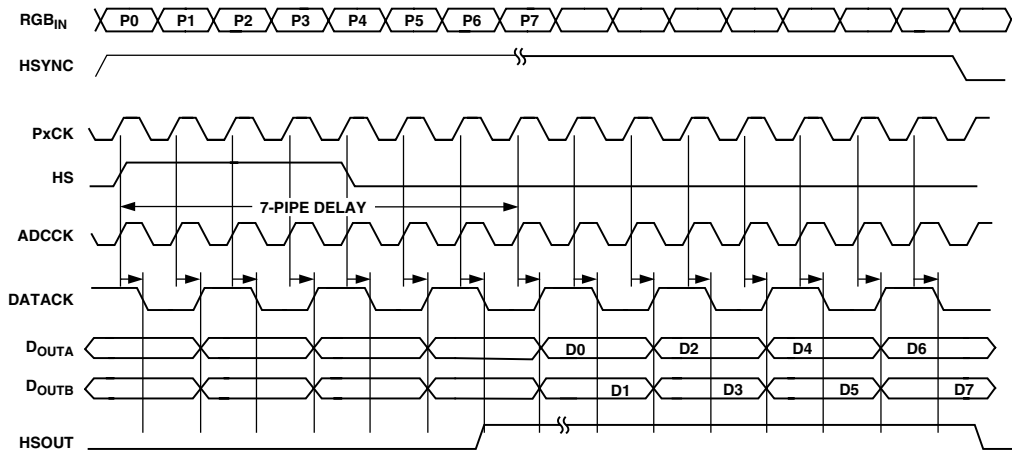 RGBIN P0 P1 P2 P3 P4 P5 P6 P7
HSYNC
PxCK
HS
7-PIPE DELAY
ADCCK
DATACK
DOUTA D0 D2 D4 D6
DOUTB D1 D3 D5 D7
HSOUT